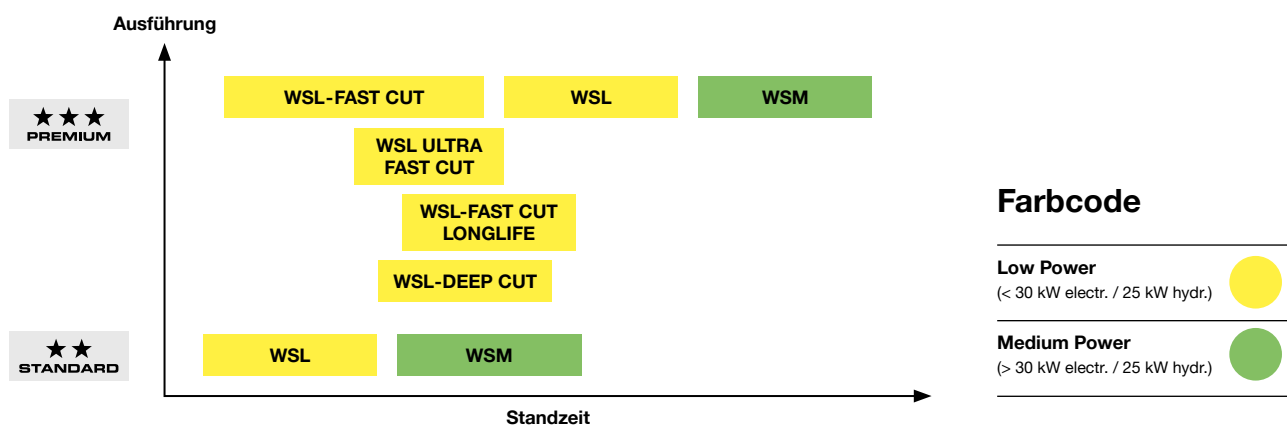 Ausführung
★★★
PREMIUM
WSL-FAST CUT
WSL
WSM
WSL ULTRA
FAST CUT
WSL-FAST CUT
LONGLIFE
WSL-DEEP CUT
★★
STANDARD
WSL
WSM
Standzeit
Farbcode
Low Power
(< 30 kW electr. / 25 kW hydr.)
Medium Power
(> 30 kW electr. / 25 kW hydr.)